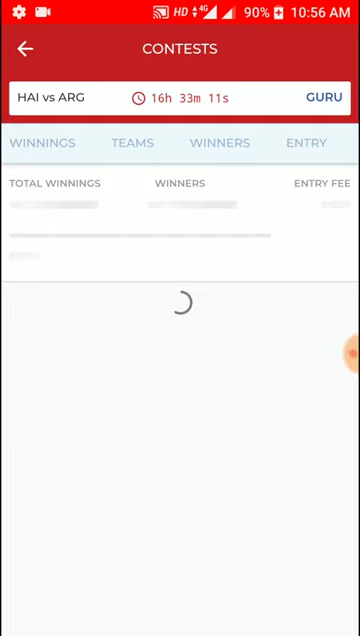 HD 4G 90% 10:56 AM
CONTESTS
HAI vs ARG 16h 33m 11s GURU
WINNINGS TEAMS WINNERS ENTRY
TOTAL WINNINGS WINNERS ENTRY FEE